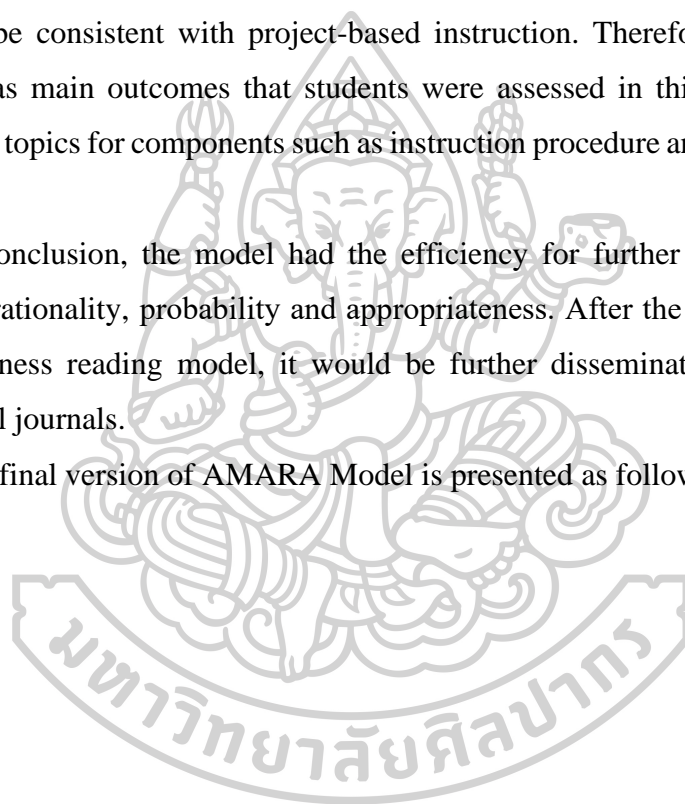 be consistent with project-based instruction. Therefo
as main outcomes that students were assessed in thi
topics for components such as instruction procedure a
onclusion, the model had the efficiency for further
rationality, probability and appropriateness. After the
ness reading model, it would be further disseminat
l journals.
final version of AMARA Model is presented as follow
มหาวิทยาลัยศิลปากร